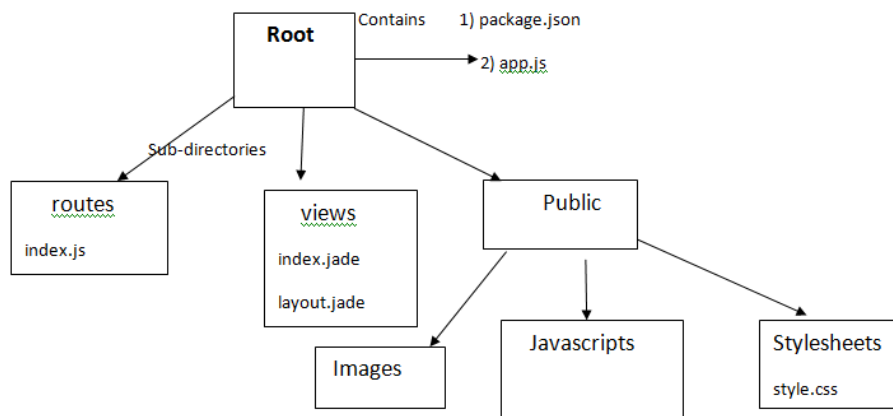 Root
Contains 1) package.json
2) app.js
Sub-directories
routes
index.js
views
index.jade
layout.jade
Public
Images
Javascripts
Stylesheets
style.css